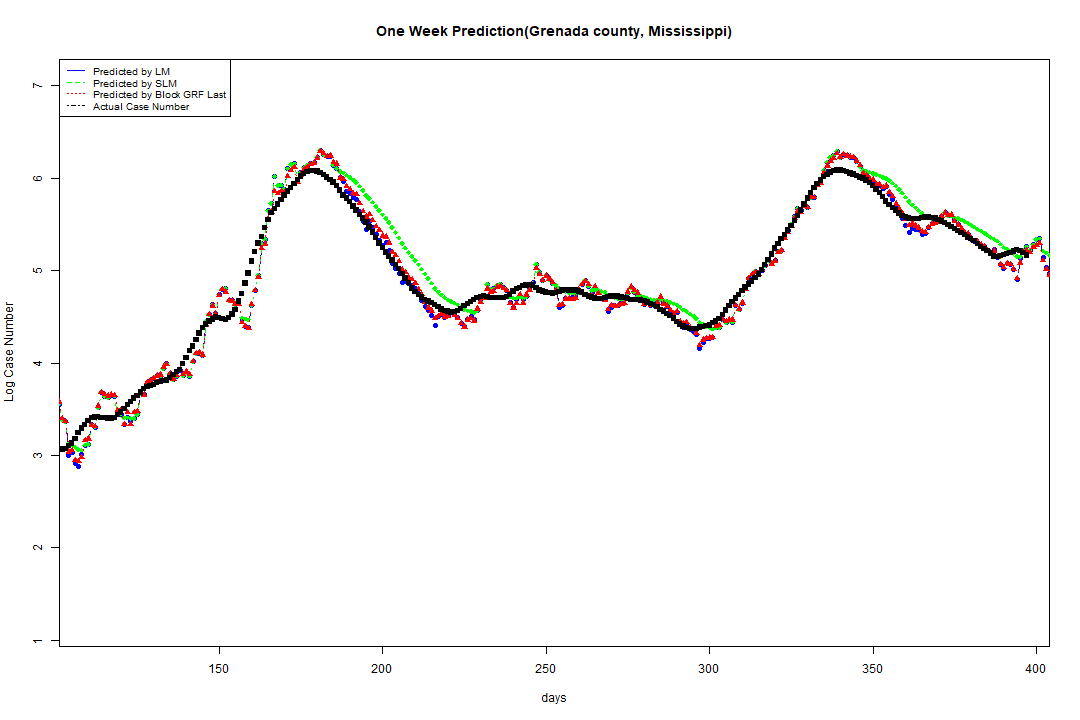 One Week Prediction(Grenada county, Mississippi)
Predicted by LM
Predicted by SLM
Predicted by Block GRF Last
Actual Case Number
7
6
5
4
3
2
1
Log Case Number
150 200 250 300 350 400
days